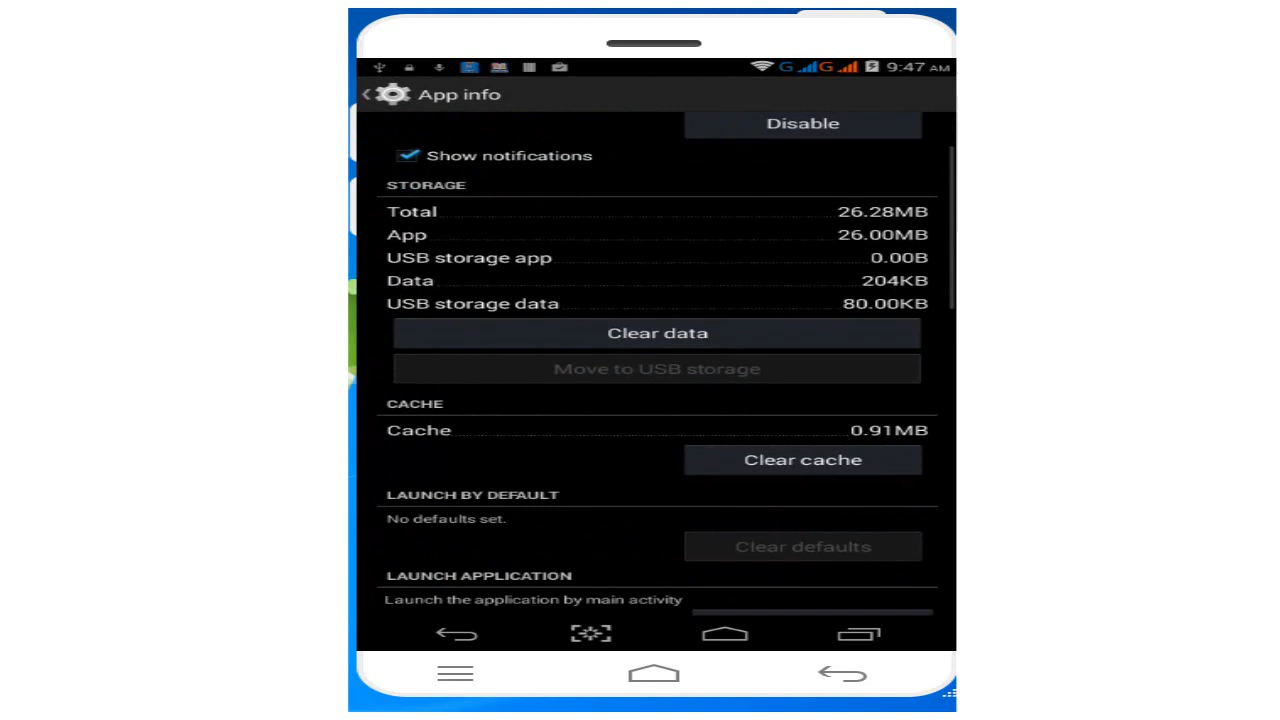 G G 9:47 AM
App info
Disable
Show notifications
STORAGE
Total 26.28MB
App 26.00MB
USB storage app 0.00B
Data 204KB
USB storage data 80.00KB
Clear data
Move to USB storage
CACHE
Cache 0.91MB
Clear cache
LAUNCH BY DEFAULT
No defaults set.
Clear defaults
LAUNCH APPLICATION
Launch the application by main activity